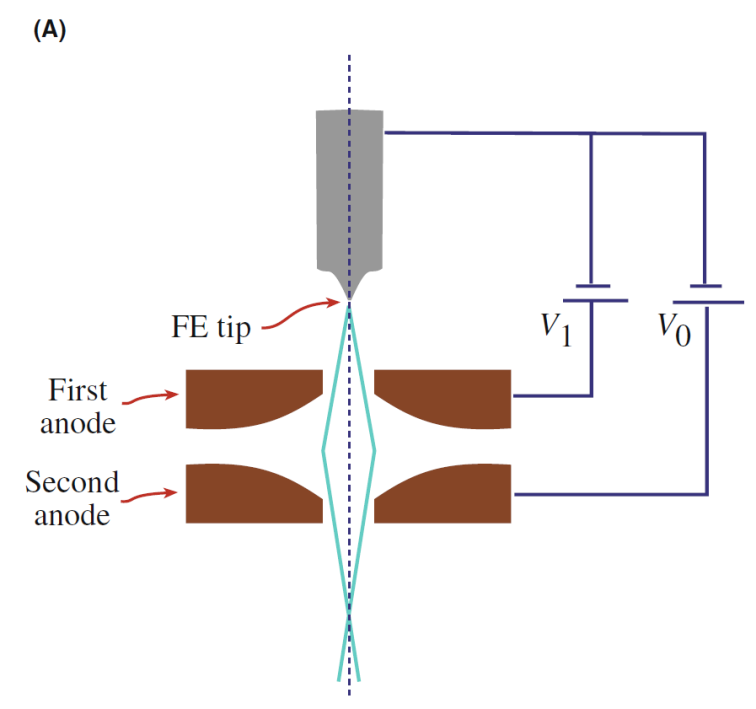 (A)
FE tip
V1
V0
First
anode
Second
anode